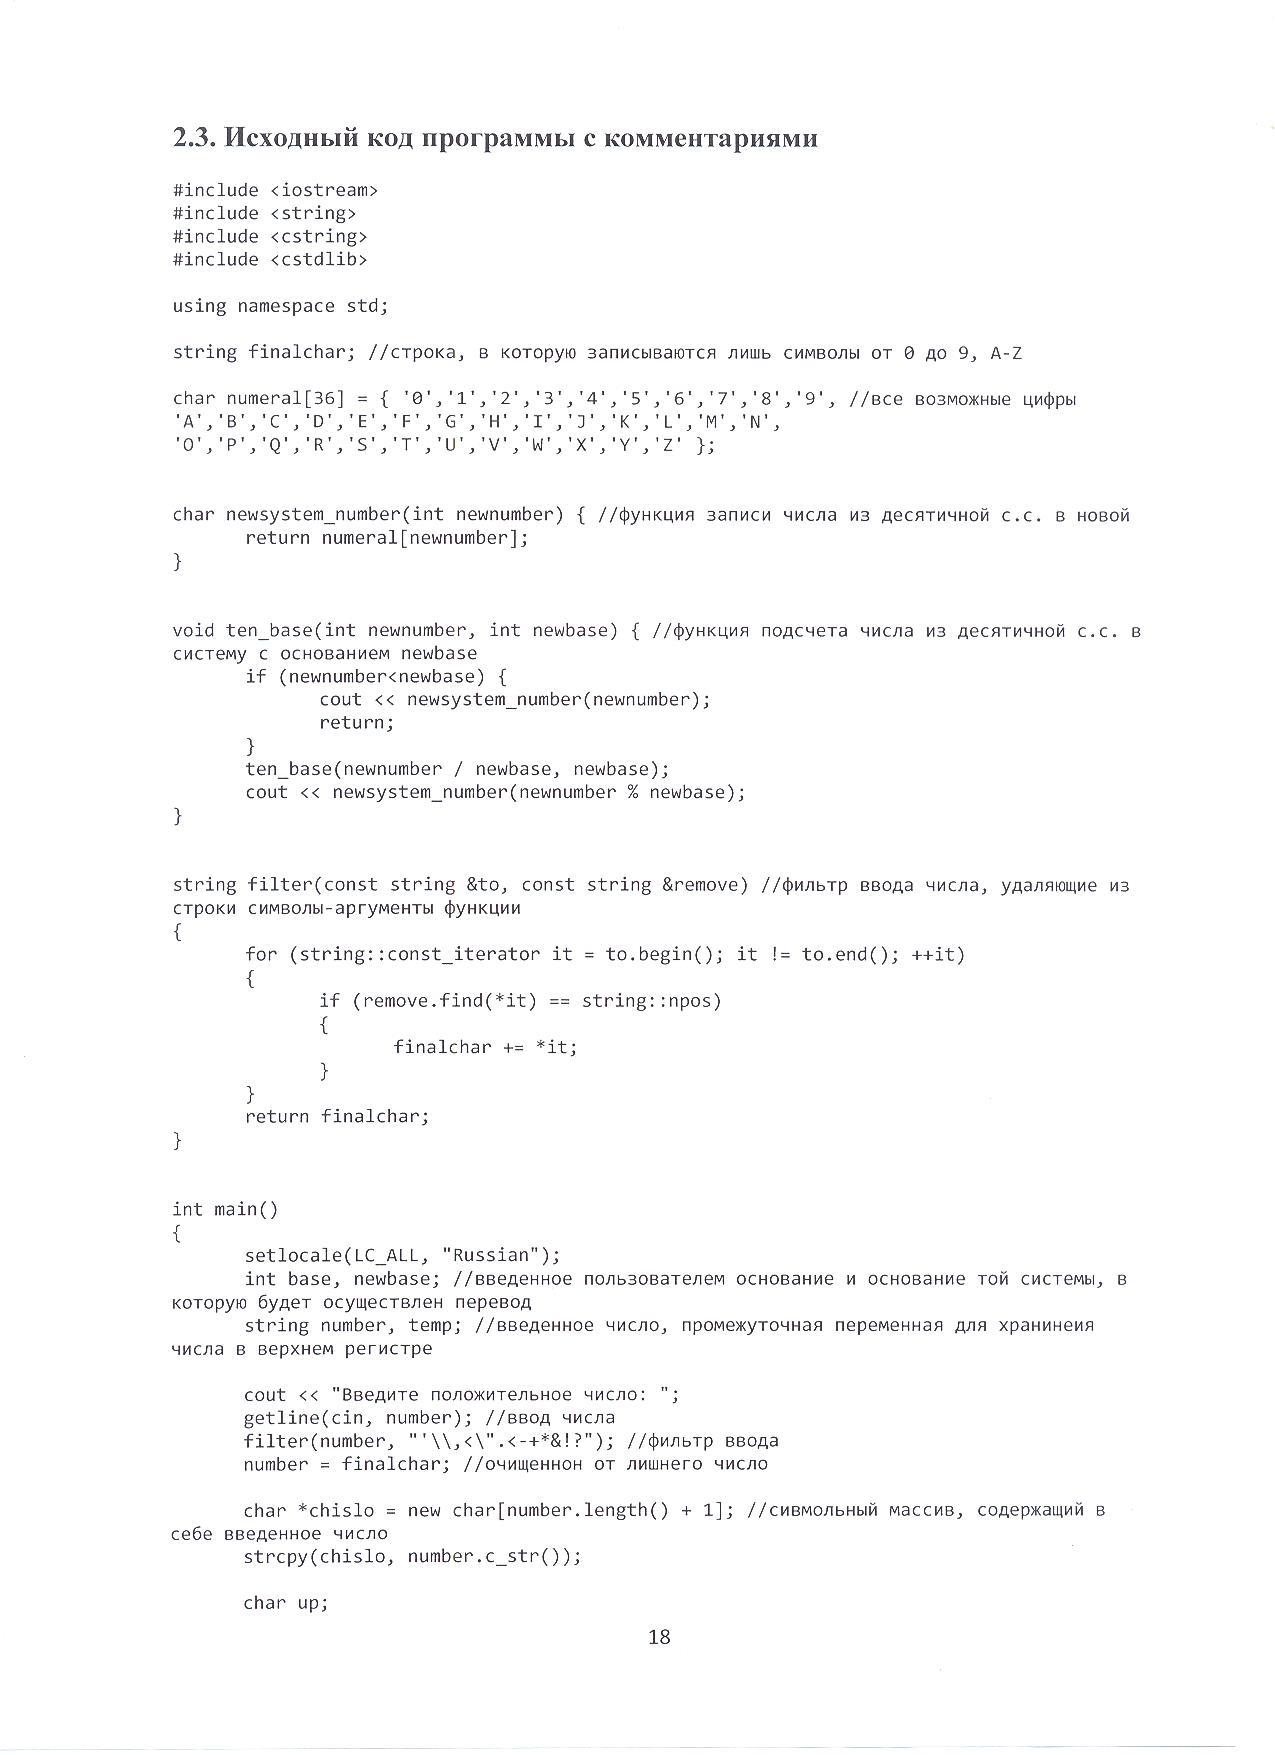 2.3. Исходный код программы с комментариями
#include <iostream>
#include <string>
#include <cstring>
#include <cstdlib>
using namespace std;
string finalchar; //строка, в которую записываются лишь символы от 0 до 9, A-Z
char numeral[36] = { '0','1','2','3','4','5','6','7','8','9', //все возможные цифры
'A','B','C','D','E','F','G','H','I','J','K','L','M','N',
'O','P','Q','R','S','T','U','V','W','X','Y','Z' };
char newsystem_number(int newnumber) { //функция записи числа из десятичной с.с. в новой
return numeral[newnumber];
}
void ten_base(int newnumber, int newbase) { //функция подсчета числа из десятичной с.с. в
систему с основанием newbase
if (newnumber<newbase) {
cout << newsystem_number(newnumber);
return;
}
ten_base(newnumber / newbase, newbase);
cout << newsystem_number(newnumber % newbase);
}
string filter(const string &to, const string &remove) //фильтр ввода числа, удаляющие из
строки символы-аргументы функции
{
for (string::const_iterator it = to.begin(); it != to.end(); ++it)
{
if (remove.find(*it) == string::npos)
{
finalchar += *it;
}
}
return finalchar;
}
int main()
{
setlocale(LC_ALL, "Russian");
int base, newbase; //введенное пользователем основание и основание той системы, в
которую будет осуществлен перевод
string number, temp; //введенное число, промежуточная переменная для хранинеия
числа в верхнем регистре
cout << "Введите положительное число: ";
getline(cin, number); //ввод числа
filter(number, "'\\,<\".<-+*&!?"); //фильтр ввода
number = finalchar; //очищеннон от лишнего число
char *chislo = new char[number.length() + 1]; //сивмольный массив, содержащий в
себе введенное число
strcpy(chislo, number.c_str());
char up;
18